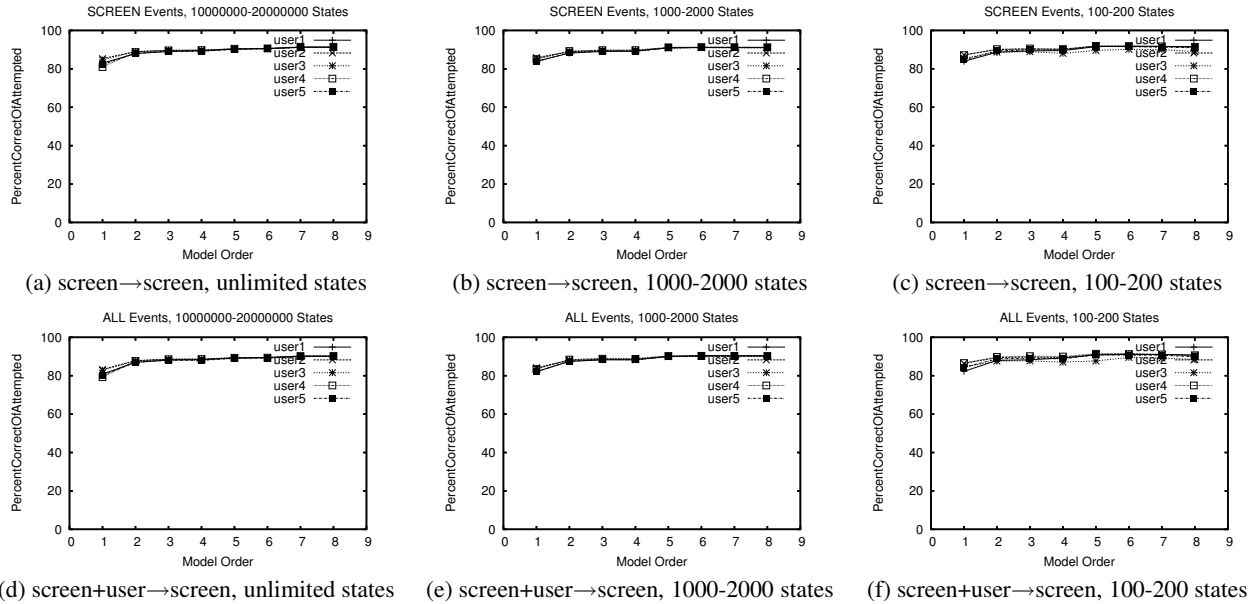 SCREEN Events, 10000000-20000000 States
PercentCorrectOfAttempted
100
80
60
40
20
0
0 1 2 3 4 5 6 7 8 9
Model Order
user1
user2
user3
user4
user5
(a) screen→screen, unlimited states
SCREEN Events, 1000-2000 States
PercentCorrectOfAttempted
100
80
60
40
20
0
0 1 2 3 4 5 6 7 8 9
Model Order
user1
user2
user3
user4
user5
(b) screen→screen, 1000-2000 states
SCREEN Events, 100-200 States
PercentCorrectOfAttempted
100
80
60
40
20
0
0 1 2 3 4 5 6 7 8 9
Model Order
user1
user2
user3
user4
user5
(c) screen→screen, 100-200 states
ALL Events, 10000000-20000000 States
PercentCorrectOfAttempted
100
80
60
40
20
0
0 1 2 3 4 5 6 7 8 9
Model Order
user1
user2
user3
user4
user5
(d) screen+user→screen, unlimited states
ALL Events, 1000-2000 States
PercentCorrectOfAttempted
100
80
60
40
20
0
0 1 2 3 4 5 6 7 8 9
Model Order
user1
user2
user3
user4
user5
(e) screen+user→screen, 1000-2000 states
ALL Events, 100-200 States
PercentCorrectOfAttempted
100
80
60
40
20
0
0 1 2 3 4 5 6 7 8 9
Model Order
user1
user2
user3
user4
user5
(f) screen+user→screen, 100-200 states